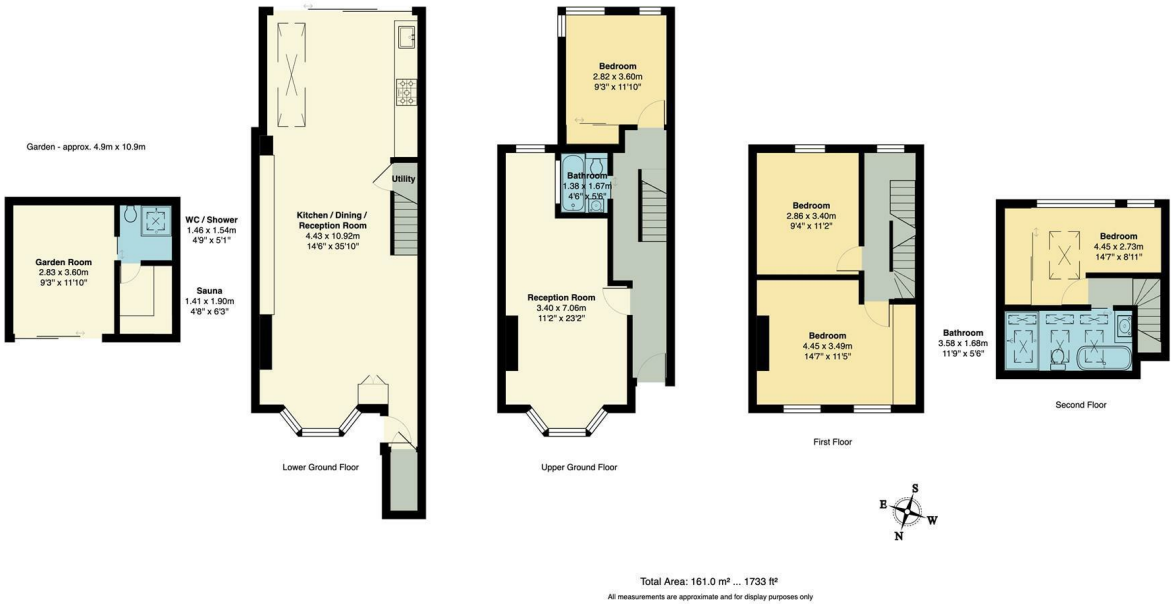 Garden - approx. 4.9m x 10.9m
Garden Room
2.83 x 3.60m
9'3" x 11'10"
WC / Shower
1.46 x 1.54m
4'9" x 5'1"
Sauna
1.41 x 1.90m
4'8" x 6'3"
Utility
Kitchen / Dining /
Reception Room
4.43 x 10.92m
14'6" x 35'10"
Lower Ground Floor
Bedroom
2.82 x 3.60m
9'3" x 11'10"
Bathroom
1.38 x 1.67m
4'6" x 5'6"
Reception Room
3.40 x 7.06m
11'2" x 23'2"
Upper Ground Floor
Bedroom
2.86 x 3.40m
9'4" x 11'2"
Bedroom
4.45 x 3.49m
14'7" x 11'5"
First Floor
Bedroom
4.45 x 2.73m
14'7" x 8'11"
Bathroom
3.58 x 1.68m
11'9" x 5'6"
Second Floor
S
E
W
N
Total Area: 161.0 m² ... 1733 ft²
All measurements are approximate and for display purposes only